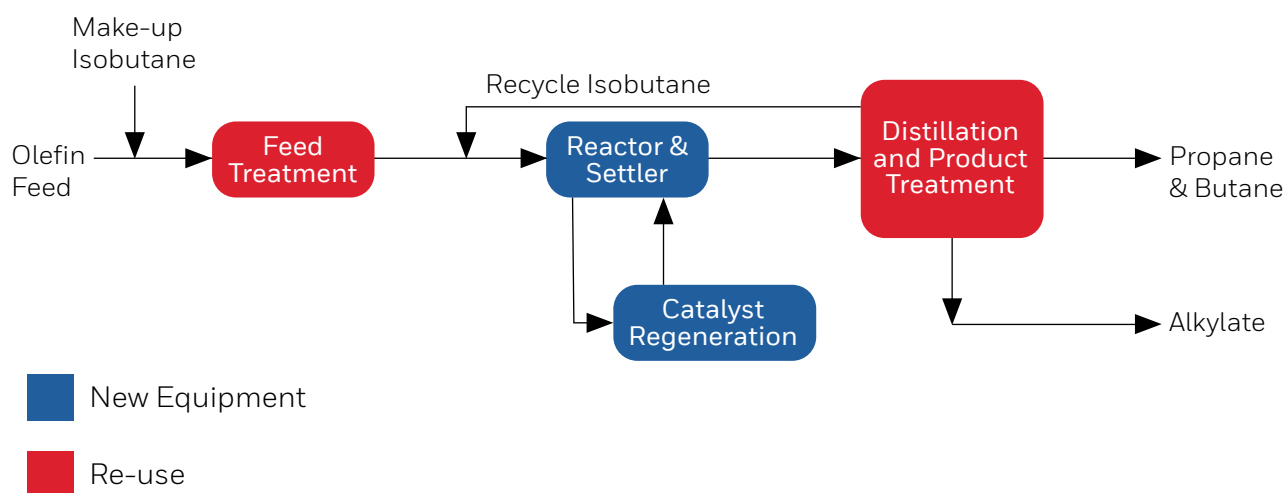 Make-up
Isobutane
Recycle Isobutane
Olefin
Feed
Feed
Treatment
Reactor &
Settler
Distillation
and Product
Treatment
Propane
& Butane
Catalyst
Regeneration
Alkylate
New Equipment
Re-use